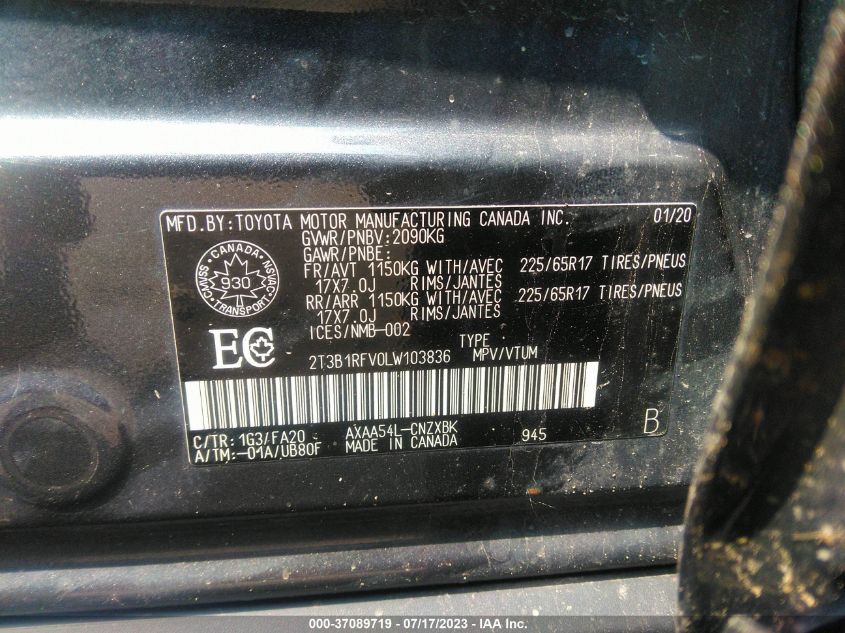 MFD.BY:TOYOTA MOTOR MANUFACTURING CANADA INC. 01/20
GVWR/PNBV:2090KG
GAWR/PNBE:
FR/AVT 1150KG WITH/AVEC 225/65R17 TIRES/PNEUS
17X7.0J RIMS/JANTES
RR/ARR 1150KG WITH/AVEC 225/65R17 TIRES/PNEUS
17X7.0J RIMS/JANTES
ICES/NMB-002
CANADA
CMVSS 930 NSVAC
TRANSPORT
EC
TYPE
2T3B1RFV0LW103836 MPV/VTUM
C/TR: 1G3/FA20 AXAA54L-CNZXBK 945 B
A/TM:-01A/UB80F MADE IN CANADA
000-37089719 / 07/17/2023 - IAA Inc.